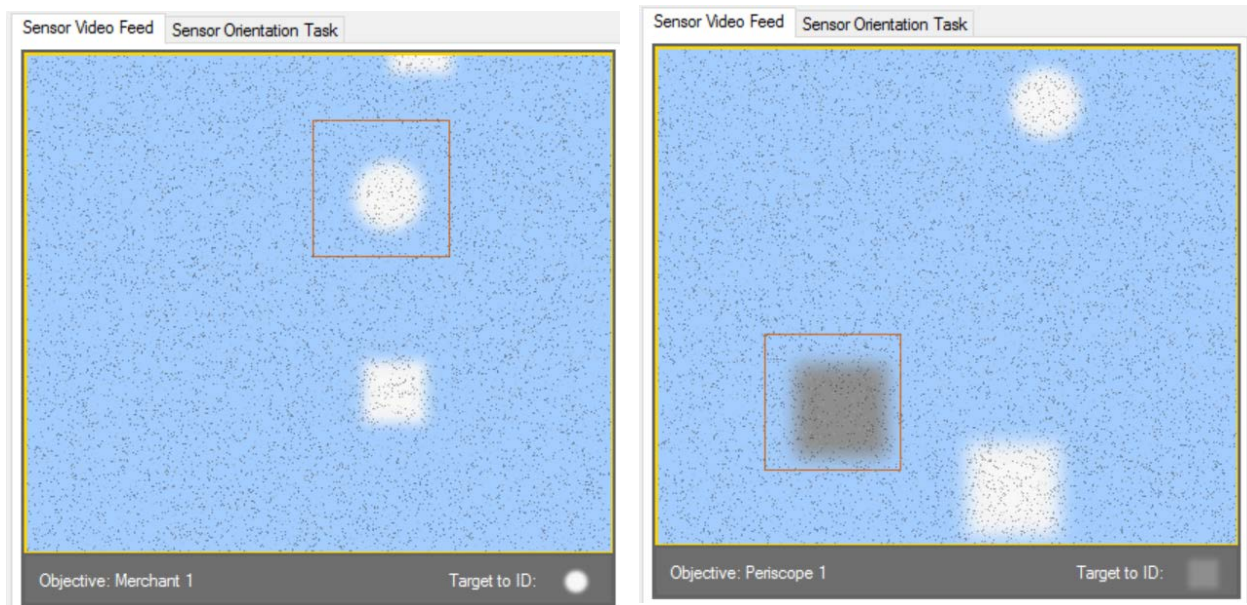 Sensor Video Feed Sensor Orientation Task
Objective: Merchant 1 Target to ID:
Sensor Video Feed Sensor Orientation Task
Objective: Periscope 1 Target to ID: